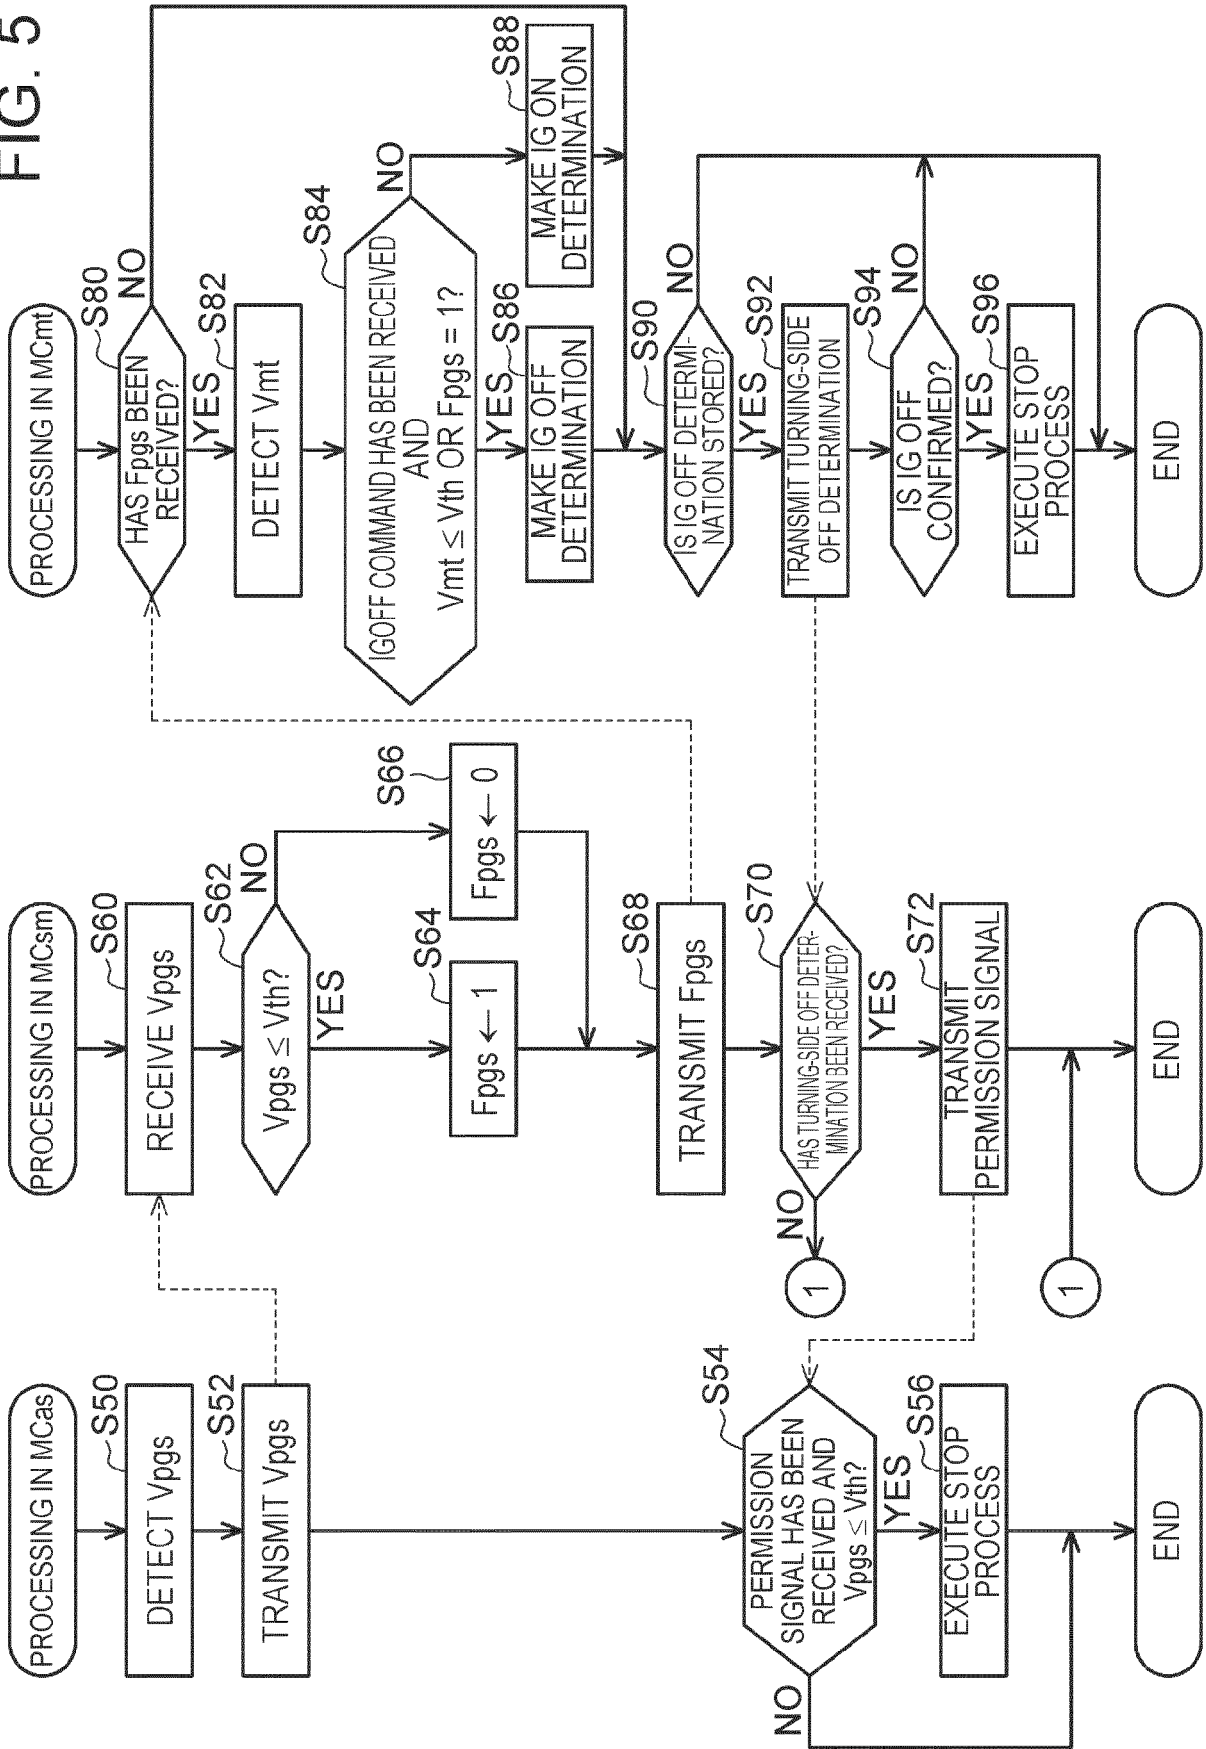 FIG. 5
PROCESSING IN MCas
S50
DETECT Vpgs
S52
TRANSMIT Vpgs
S54
PERMISSION
SIGNAL HAS BEEN
RECEIVED AND
Vpgs ≤ Vth?
NO
YES
S56
EXECUTE STOP
PROCESS
END
PROCESSING IN MCsm
S60
RECEIVE Vpgs
S62
Vpgs ≤ Vth?
NO
YES
S64
Fpgs ← 1
S66
Fpgs ← 0
S68
TRANSMIT Fpgs
S70
HAS TURNING-SIDE OFF DETER-
MINATION BEEN RECEIVED?
NO
1
YES
S72
TRANSMIT
PERMISSION SIGNAL
1
END
PROCESSING IN MCmt
S80
HAS Fpgs BEEN
RECEIVED?
NO
YES
S82
DETECT Vmt
S84
IGOFF COMMAND HAS BEEN RECEIVED
AND
Vmt ≤ Vth OR Fpgs = 1?
NO
YES
S86
MAKE IG OFF
DETERMINATION
S88
MAKE IG ON
DETERMINATION
S90
IS IG OFF DETERMI-
NATION STORED?
NO
YES
S92
TRANSMIT TURNING-SIDE
OFF DETERMINATION
S94
IS IG OFF
CONFIRMED?
NO
YES
S96
EXECUTE STOP
PROCESS
END